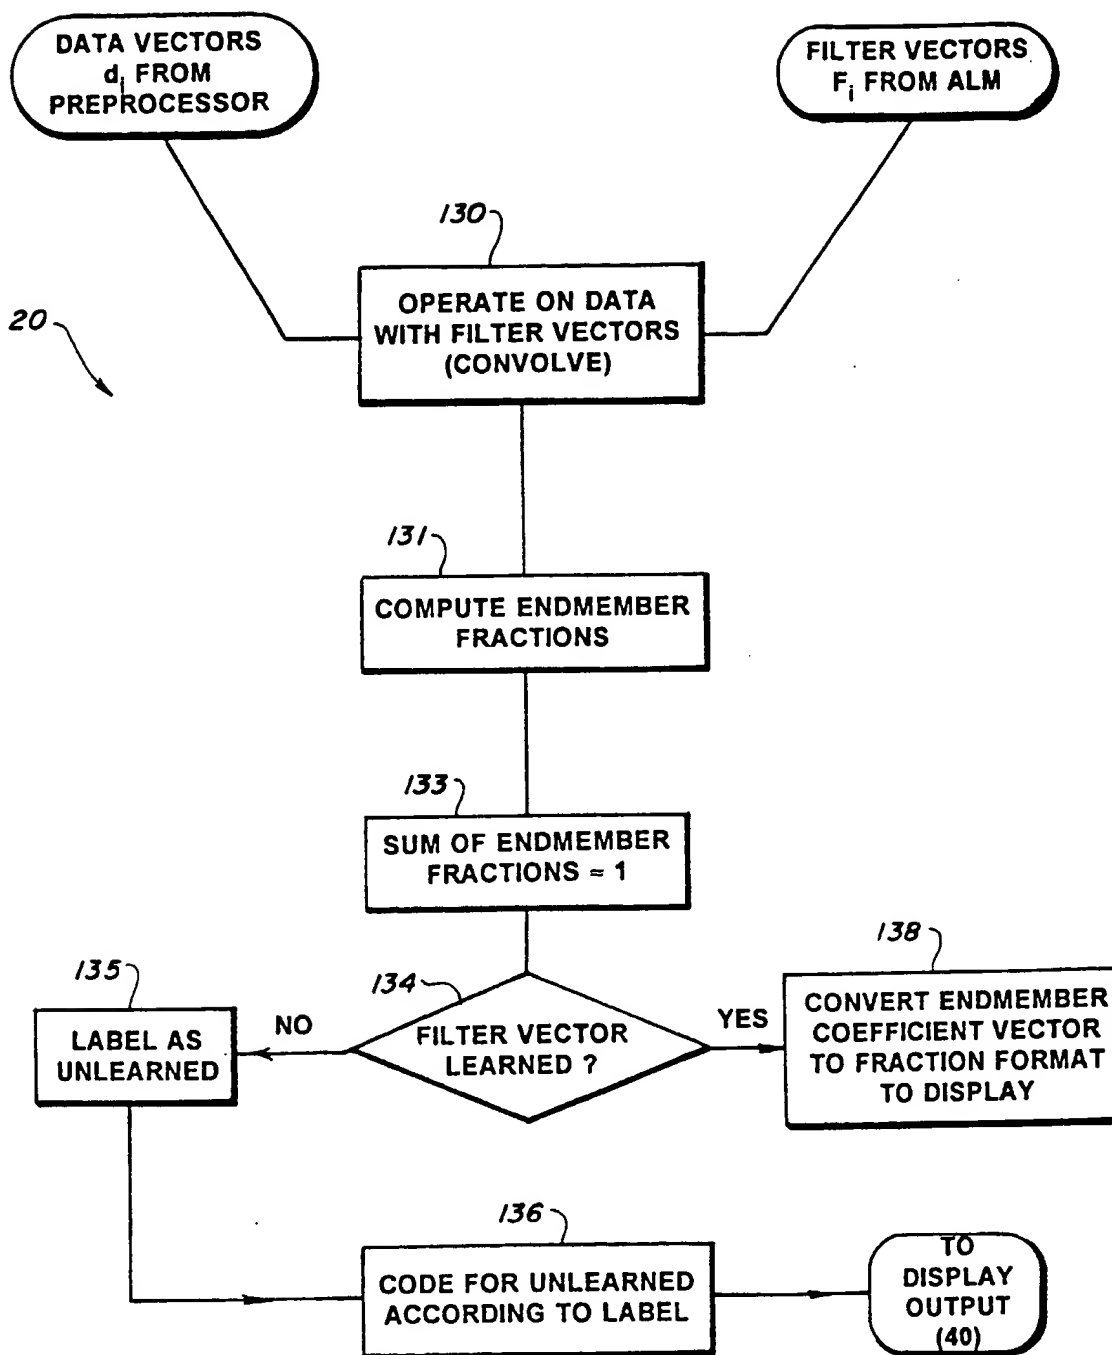 DATA VECTORS
di FROM
PREPROCESSOR
FILTER VECTORS
Fi FROM ALM
130
OPERATE ON DATA
WITH FILTER VECTORS
(CONVOLVE)
20
131
COMPUTE ENDMEMBER
FRACTIONS
133
SUM OF ENDMEMBER
FRACTIONS = 1
134
FILTER VECTOR
LEARNED ?
NO
YES
135
LABEL AS
UNLEARNED
138
CONVERT ENDMEMBER
COEFFICIENT VECTOR
TO FRACTION FORMAT
TO DISPLAY
136
CODE FOR UNLEARNED
ACCORDING TO LABEL
TO
DISPLAY
OUTPUT
(40)